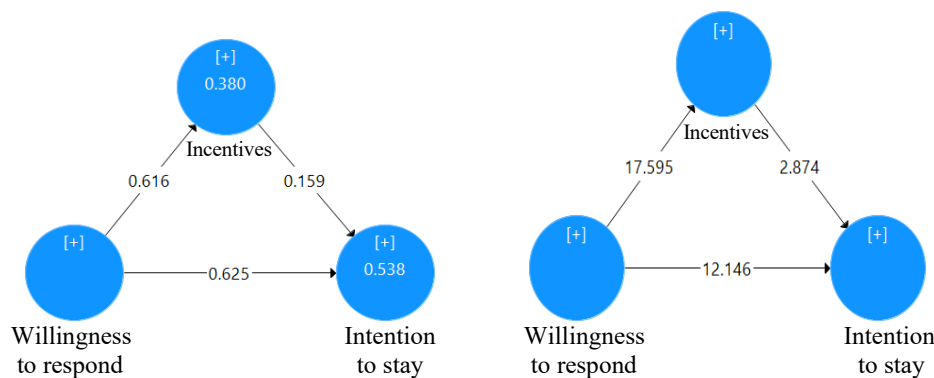 [+]
0.380
Incentives
0.616
0.159
[+]
[+]
0.625
0.538
Willingness
to respond
Intention
to stay
[+]
Incentives
17.595
2.874
[+]
[+]
12.146
Willingness
to respond
Intention
to stay